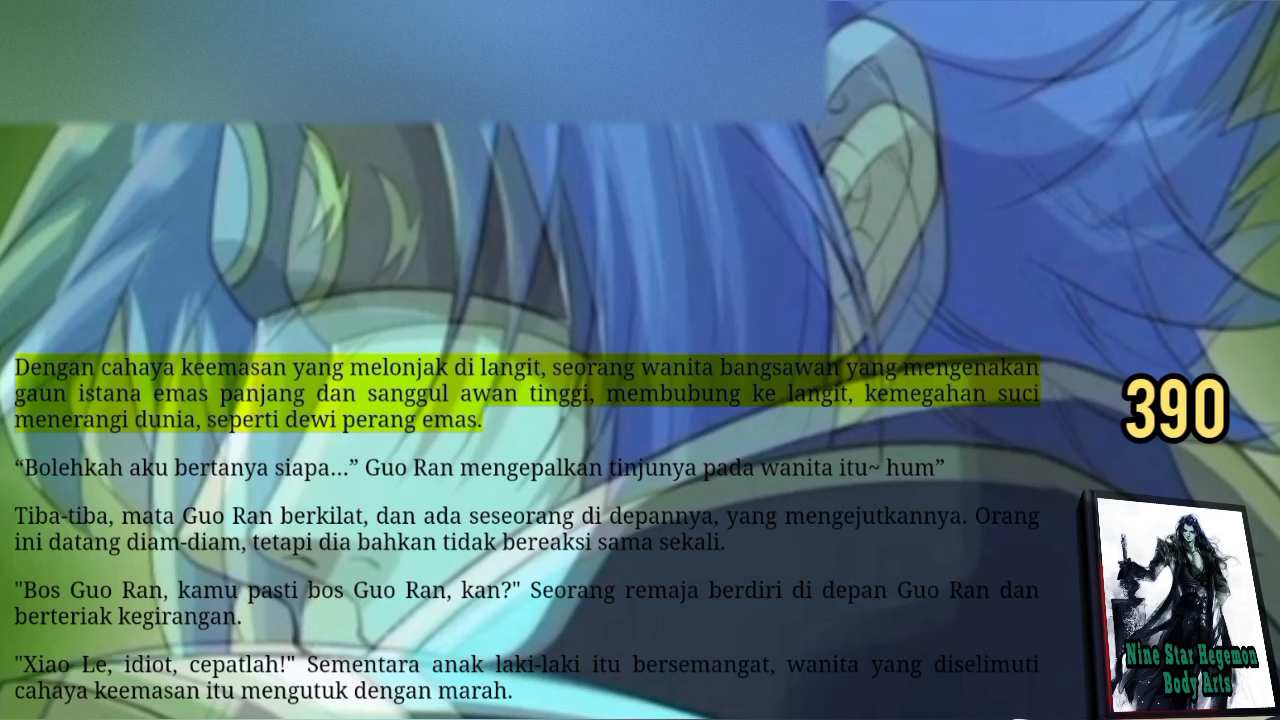 Dengan cahaya keemasan yang melonjak di langit, seorang wanita bangsawan yang mengenakan
gaun istana emas panjang dan sanggul awan tinggi, membubung ke langit, kemegahan suci
menerangi dunia, seperti dewi perang emas.
“Bolehkah aku bertanya siapa...” Guo Ran mengepalkan tinjunya pada wanita itu~ hum”
Tiba-tiba, mata Guo Ran berkilat, dan ada seseorang di depannya, yang mengejutkannya. Orang
ini datang diam-diam, tetapi dia bahkan tidak bereaksi sama sekali.
"Bos Guo Ran, kamu pasti bos Guo Ran, kan?" Seorang remaja berdiri di depan Guo Ran dan
berteriak kegirangan.
"Xiao Le, idiot, cepatlah!" Sementara anak laki-laki itu bersemangat, wanita yang diselimuti
cahaya keemasan itu mengutuk dengan marah.
390
Nine Star Hegemon
Body Arts